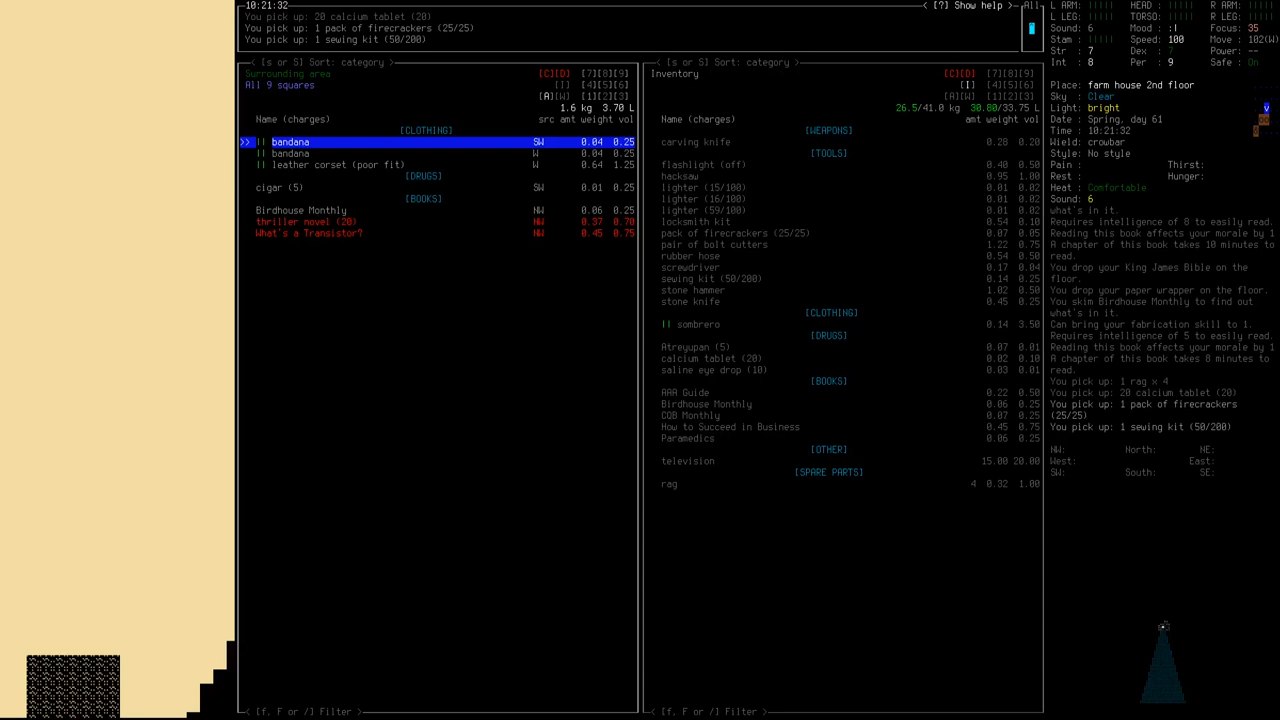 10:21:32
< [?] Show help >
All
You pick up: 20 calcium tablet (20)
You pick up: 1 pack of firecrackers (25/25)
You pick up: 1 sewing kit (50/200)
< [s or S] Sort: category >
Surrounding area
[C][D] [7][8][9]
All 9 squares
[] [4][5][6]
[A][W] [1][2][3]
1.6 kg 3.70 L
Name (charges) src amt weight vol
[CLOTHING]
>> || bandana SW 0.04 0.25
|| bandana W 0.04 0.25
|| leather corset (poor fit) W 0.64 1.25
[DRUGS]
cigar (5) SW 0.01 0.25
[BOOKS]
Birdhouse Monthly NW 0.06 0.25
thriller novel (20) NW 0.37 0.70
What's a Transistor? NW 0.45 0.75
< [f, F or /] Filter >
< [s or S] Sort: category >
Inventory
[C][D] [7][8][9]
[I] [4][5][6]
[A][W] [1][2][3]
26.5/41.0 kg 30.80/33.75 L
Name (charges) amt weight vol
[WEAPONS]
carving knife 0.28 0.20
[TOOLS]
flashlight (off) 0.40 0.50
hacksaw 0.95 1.00
lighter (15/100) 0.01 0.02
lighter (16/100) 0.01 0.02
lighter (59/100) 0.01 0.02
locksmith kit 0.54 0.10
pack of firecrackers (25/25) 0.07 0.05
pair of bolt cutters 1.22 0.75
rubber hose 0.54 0.50
screwdriver 0.17 0.04
sewing kit (50/200) 0.14 0.25
stone hammer 1.02 0.50
stone knife 0.45 0.25
[CLOTHING]
|| sombrero 0.14 3.50
[DRUGS]
Atreyupan (5) 0.07 0.01
calcium tablet (20) 0.02 0.10
saline eye drop (10) 0.03 0.01
[BOOKS]
AAA Guide 0.22 0.50
Birdhouse Monthly 0.06 0.25
CQB Monthly 0.07 0.25
How to Succeed in Business 0.45 0.75
Paramedics 0.06 0.25
[OTHER]
television 15.00 20.00
[SPARE PARTS]
rag 4 0.32 1.00
< [f, F or /] Filter >
L ARM: ||||| HEAD : ||||| R ARM: |||||
L LEG: ||||| TORSO: ||||| R LEG: |||||
Sound: 6 Mood : :| Focus: 35
Stam : ||||| Speed: 100 Move : 102(W)
Str : 7 Dex : 7 Power: --
Int : 8 Per : 9 Safe : On
Place: farm house 2nd floor
Sky : Clear
Light: bright
Date : Spring, day 61
Time : 10:21:32
Wield: crowbar
Style: No style
Pain : Thirst:
Rest : Hunger:
Heat : Comfortable
Sound: 6
what's in it.
Requires intelligence of 8 to easily read.
Reading this book affects your morale by 1
A chapter of this book takes 10 minutes to
read.
You drop your King James Bible on the
floor.
You drop your paper wrapper on the floor.
You skim Birdhouse Monthly to find out
what's in it.
Can bring your fabrication skill to 1.
Requires intelligence of 5 to easily read.
Reading this book affects your morale by 1
A chapter of this book takes 8 minutes to
read.
You pick up: 1 rag x 4
You pick up: 20 calcium tablet (20)
You pick up: 1 pack of firecrackers
(25/25)
You pick up: 1 sewing kit (50/200)
NW: North: NE:
West: East:
SW: South: SE: